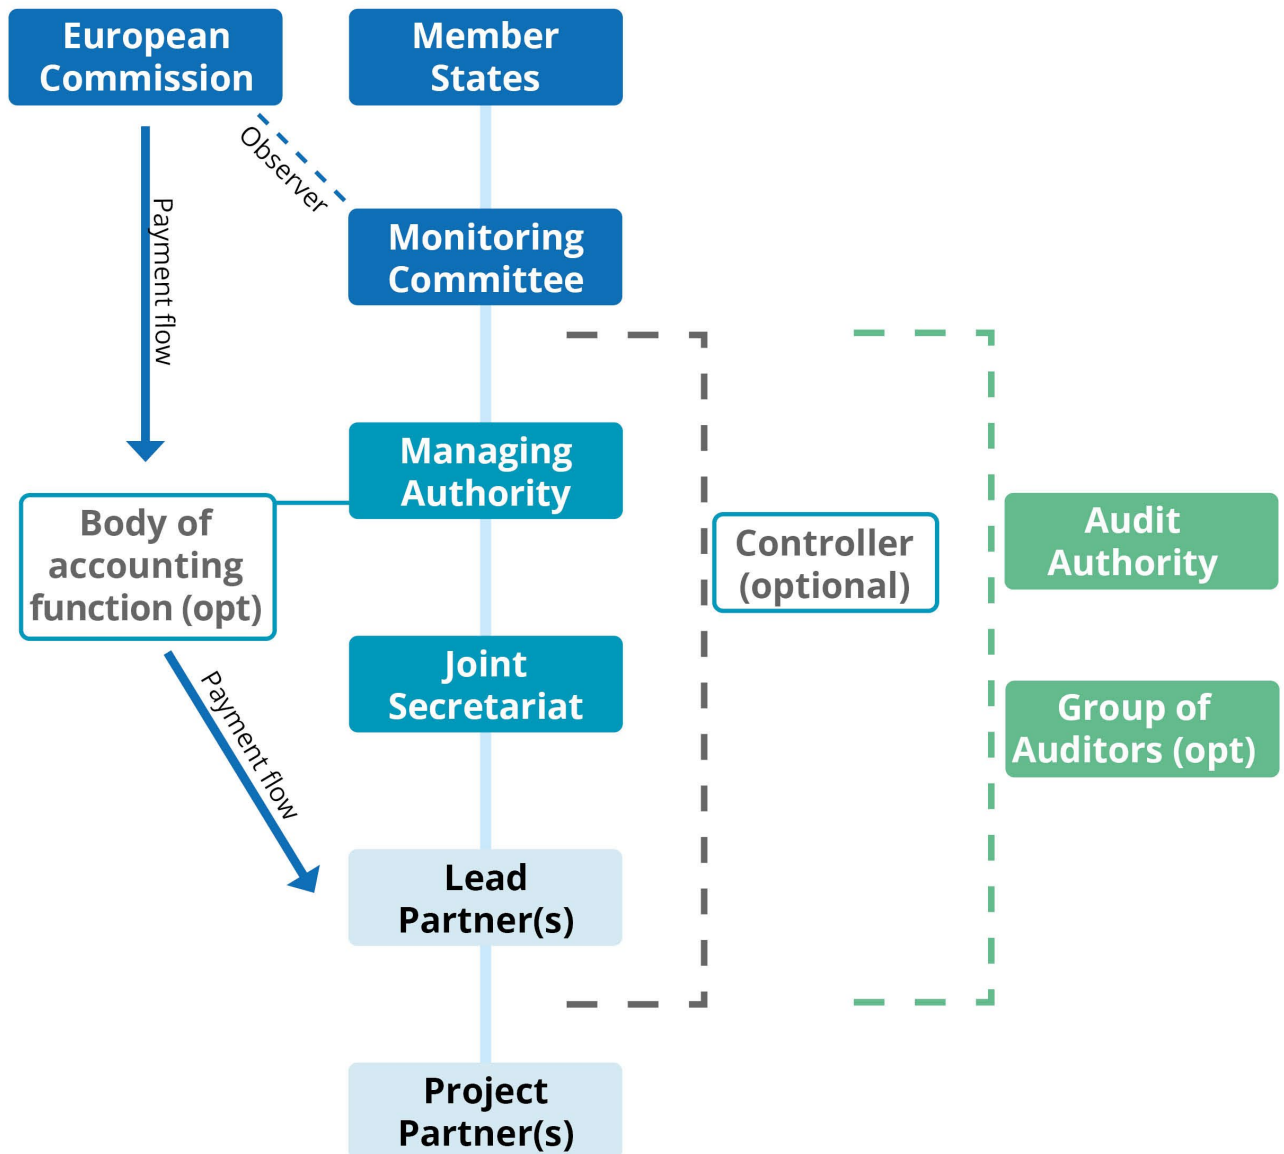 European
Commission
Member
States
Observer
Payment flow
Monitoring
Committee
Managing
Authority
Body of
accounting
function (opt)
Controller
(optional)
Audit
Authority
Joint
Secretariat
Payment flow
Group of
Auditors (opt)
Lead
Partner(s)
Project
Partner(s)